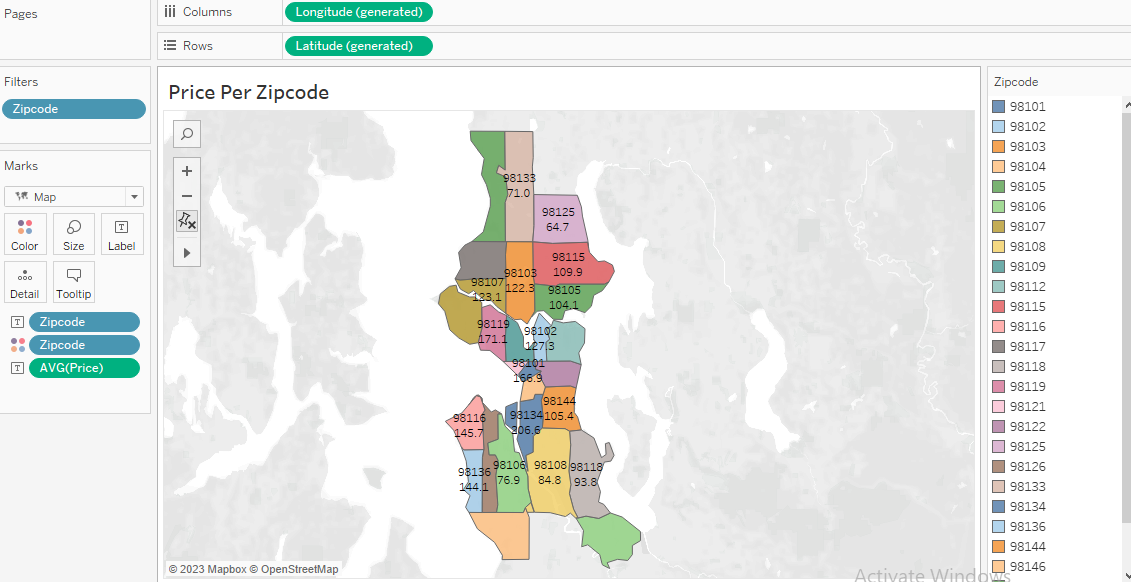 Pages
Columns
Longitude (generated)
Rows
Latitude (generated)
Filters
Zipcode
Marks
Map
Color
Size
Label
Detail
Tooltip
Zipcode
Zipcode
AVG(Price)
Price Per Zipcode
98133
71.0
98125
64.7
98115
109.9
98107
123.1
98103
122.3
98105
104.1
98119
171.1
98102
127.3
98101
166.9
98144
105.4
98134
206.6
98116
145.7
98136
144.1
98106
76.9
98108
84.8
98118
93.8
© 2023 Mapbox © OpenStreetMap
Zipcode
98101
98102
98103
98104
98105
98106
98107
98108
98109
98112
98115
98116
98117
98118
98119
98121
98122
98125
98126
98133
98134
98136
98144
98146
Activate Windows